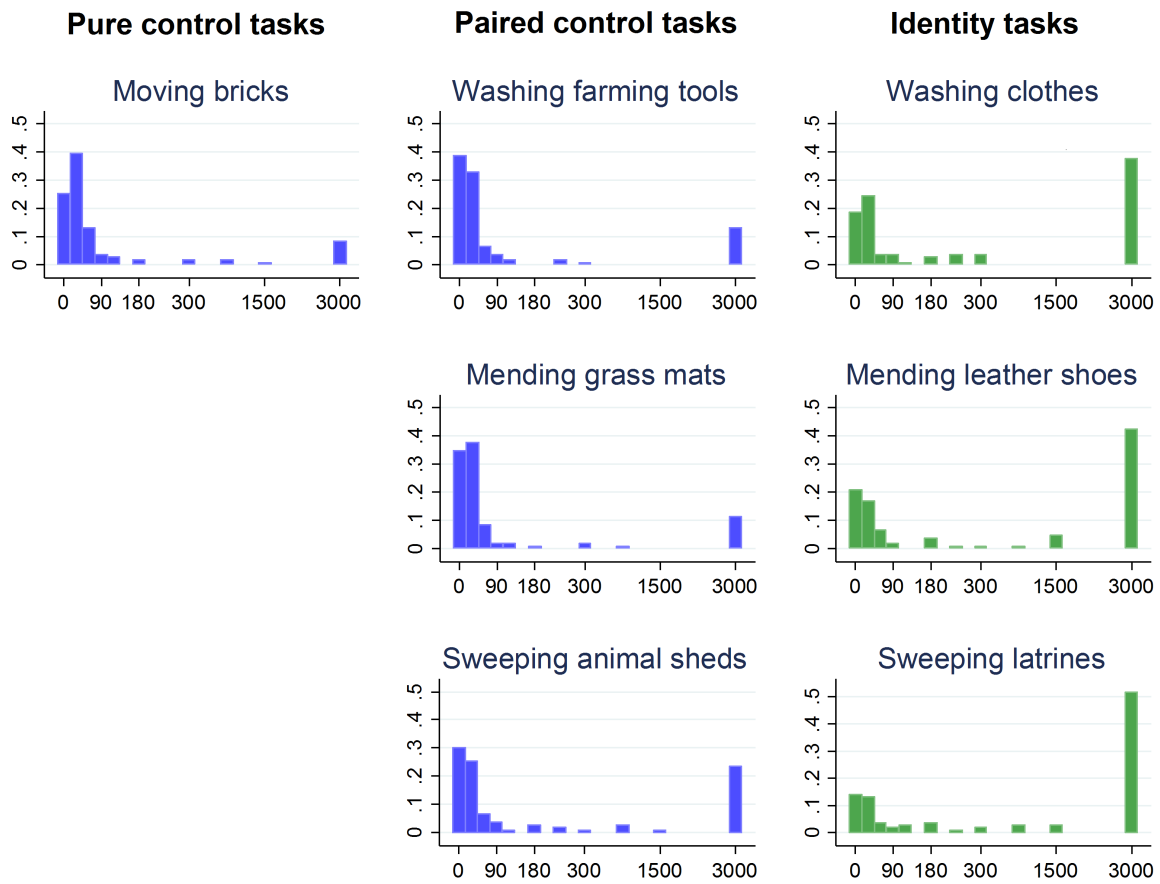 Pure control tasks
Paired control tasks
Identity tasks
Moving bricks
Washing farming tools
Washing clothes
.5
.4
.3
.2
.1
0
0 90 180 300 1500 3000
.5
.4
.3
.2
.1
0
0 90 180 300 1500 3000
.5
.4
.3
.2
.1
0
0 90 180 300 1500 3000
Mending grass mats
Mending leather shoes
.5
.4
.3
.2
.1
0
0 90 180 300 1500 3000
.5
.4
.3
.2
.1
0
0 90 180 300 1500 3000
Sweeping animal sheds
Sweeping latrines
.5
.4
.3
.2
.1
0
0 90 180 300 1500 3000
.5
.4
.3
.2
.1
0
0 90 180 300 1500 3000